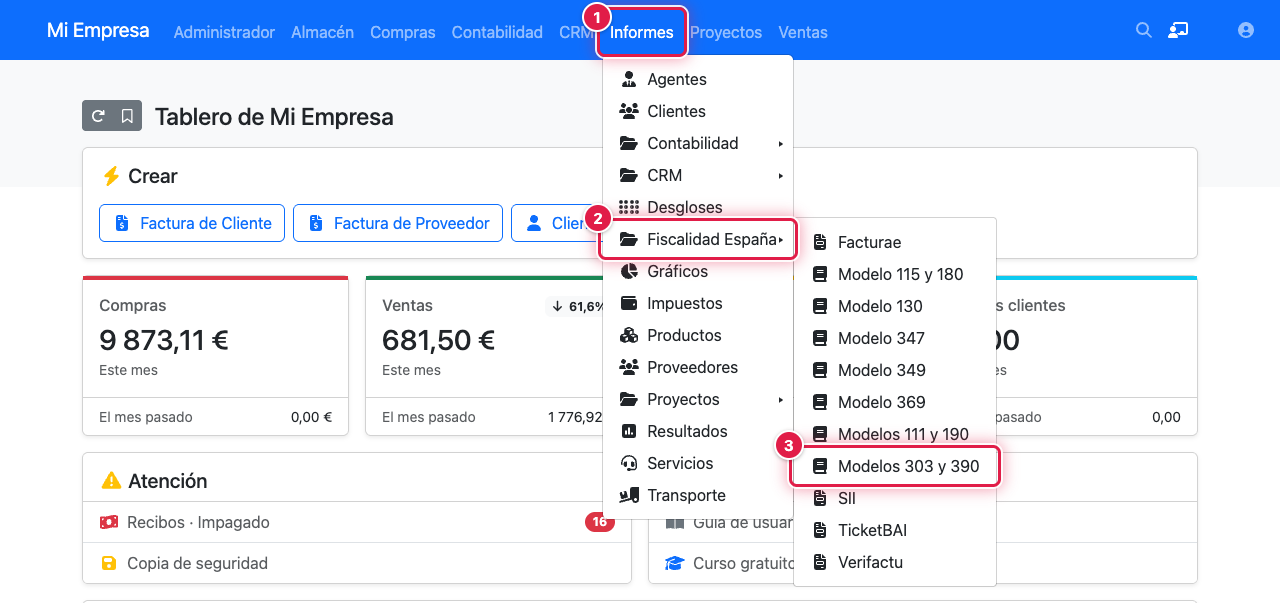 Mi Empresa Administrador Almacén Compras Contabilidad CRM Informes Proyectos Ventas
1
Tablero de Mi Empresa
Crear
Factura de Cliente Factura de Proveedor
Compras
9 873,11 €
Este mes
El mes pasado 0,00 €
Ventas 61,6%
681,50 €
Este mes
El mes pasado 1 776,92
clientes
pasado 0,00
Atención
Recibos · Impagado 16
Copia de seguridad
Guía de usuar
Curso gratuito
Agentes
Clientes
Contabilidad
CRM
Desgloses
2
Fiscalidad España
Gráficos
Impuestos
Productos
Proveedores
Proyectos
Resultados
Servicios
Transporte
Facturae
Modelo 115 y 180
Modelo 130
Modelo 347
Modelo 349
Modelo 369
Modelos 111 y 190
3
Modelos 303 y 390
SII
TicketBAI
Verifactu